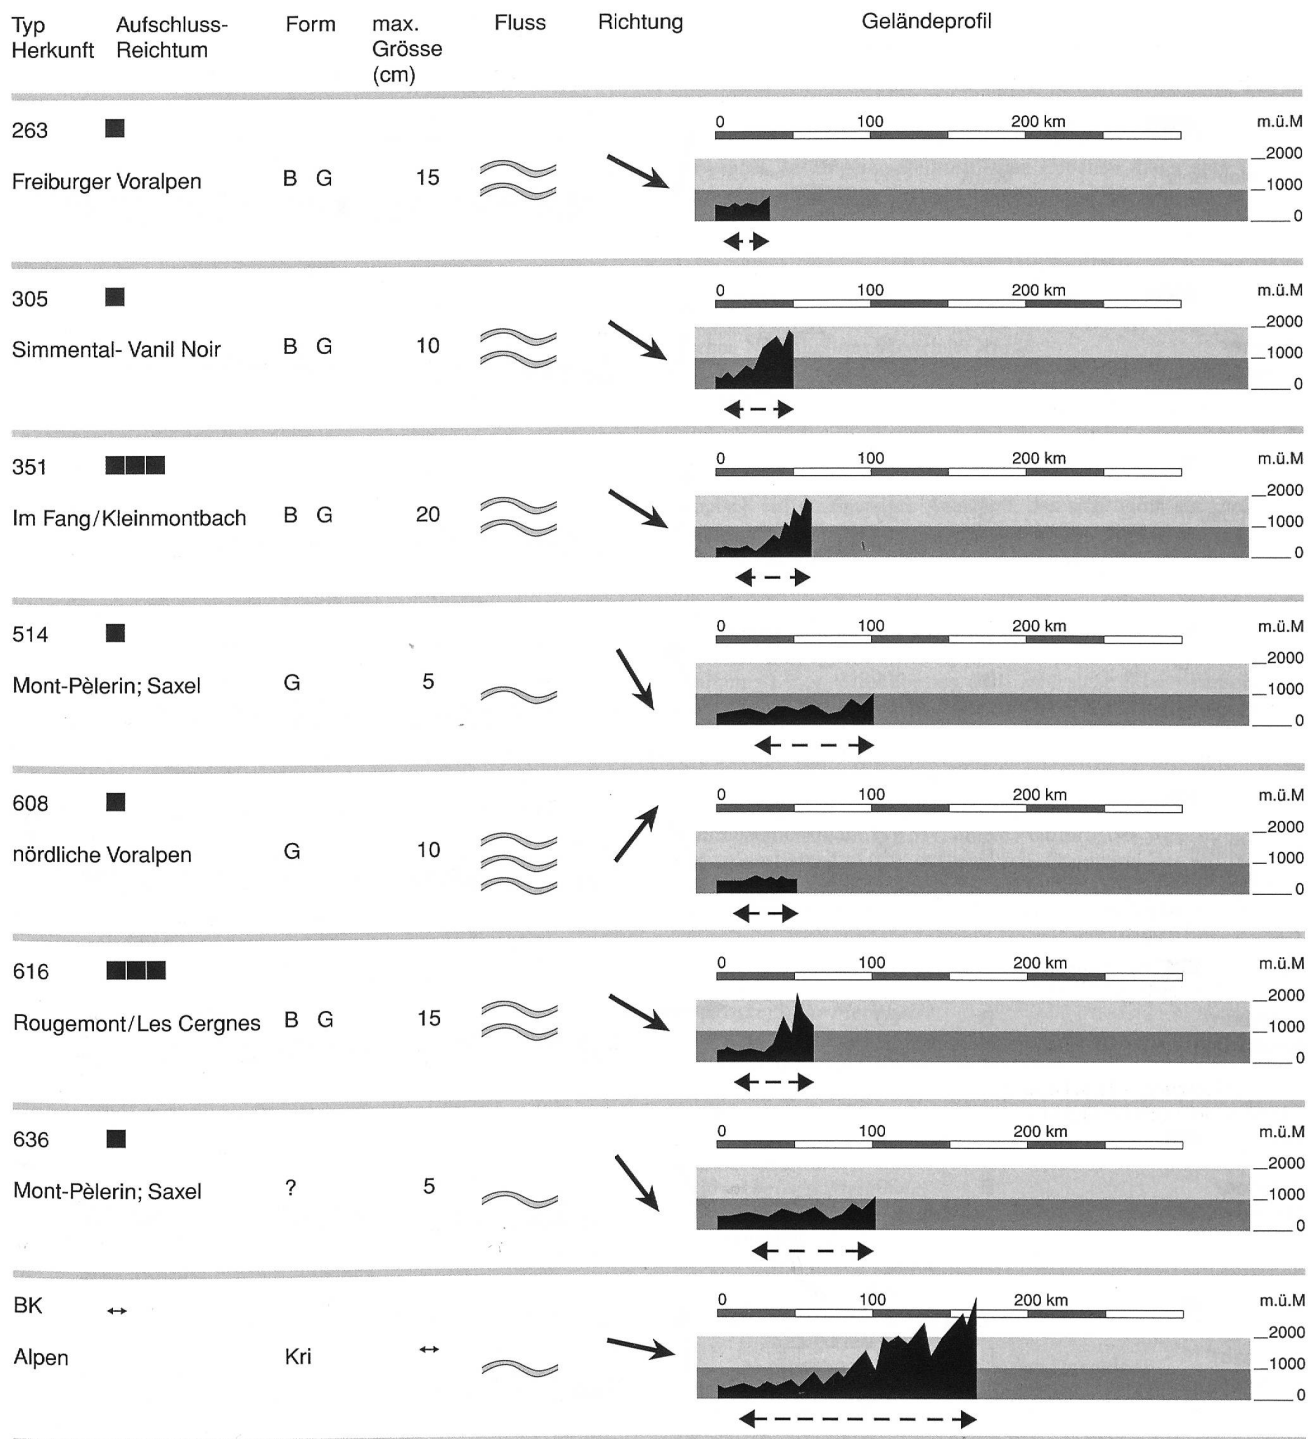 Typ Aufschluss- Form max. Fluss Richtung Geländeprofil
Herkunft Reichtum Grösse
(cm)
263 0 100 200 km m.ü.M
2000
Freiburger Voralpen B G 15 1000
0
305 0 100 200 km m.ü.M
2000
Simmental- Vanil Noir B G 10 1000
0
351 0 100 200 km m.ü.M
2000
Im Fang/Kleinmontbach B G 20 1000
0
514 0 100 200 km m.ü.M
2000
Mont-Pèlerin; Saxel G 5 1000
0
608 0 100 200 km m.ü.M
2000
nördliche Voralpen G 10 1000
0
616 0 100 200 km m.ü.M
2000
Rougemont/Les Cergnes B G 15 1000
0
636 0 100 200 km m.ü.M
2000
Mont-Pèlerin; Saxel ? 5 1000
0
BK 0 100 200 km m.ü.M
2000
Alpen Kri 1000
0